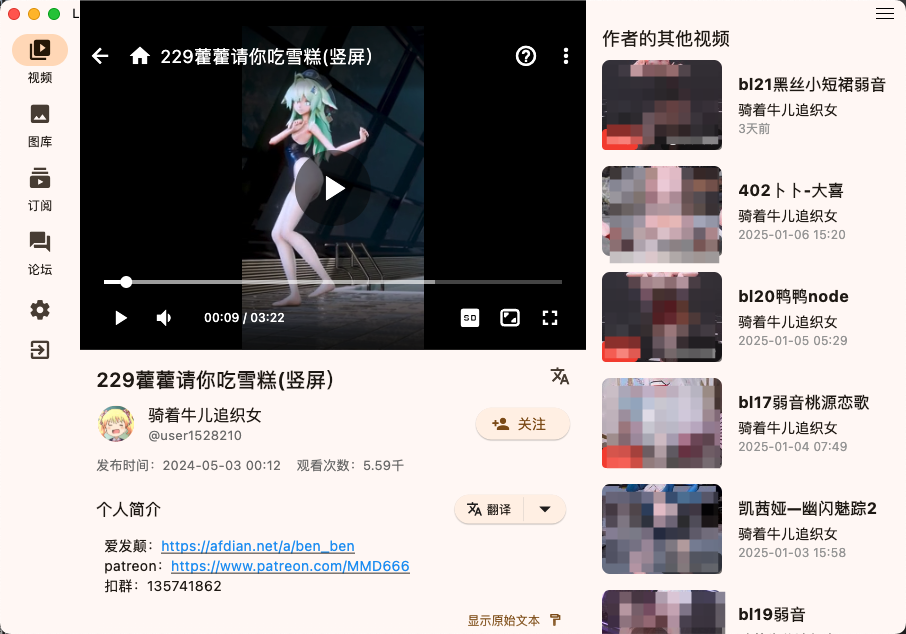 L
视频
图库
订阅
论坛
229藿藿请你吃雪糕(竖屏)
00:09 / 03:22
SD
229藿藿请你吃雪糕(竖屏)
骑着牛儿追织女
@user1528210
关注
发布时间：2024-05-03 00:12 观看次数：5.59千
个人简介
翻译
爱发颠：https://afdian.net/a/ben_ben
patreon：https://www.patreon.com/MMD666
扣群：135741862
显示原始文本
作者的其他视频
bl21黑丝小短裙弱音
骑着牛儿追织女
3天前
402卜卜-大喜
骑着牛儿追织女
2025-01-06 15:20
bl20鸭鸭node
骑着牛儿追织女
2025-01-05 05:29
bl17弱音桃源恋歌
骑着牛儿追织女
2025-01-04 07:49
凯茜娅—幽闪魅踪2
骑着牛儿追织女
2025-01-03 15:58
bl19弱音